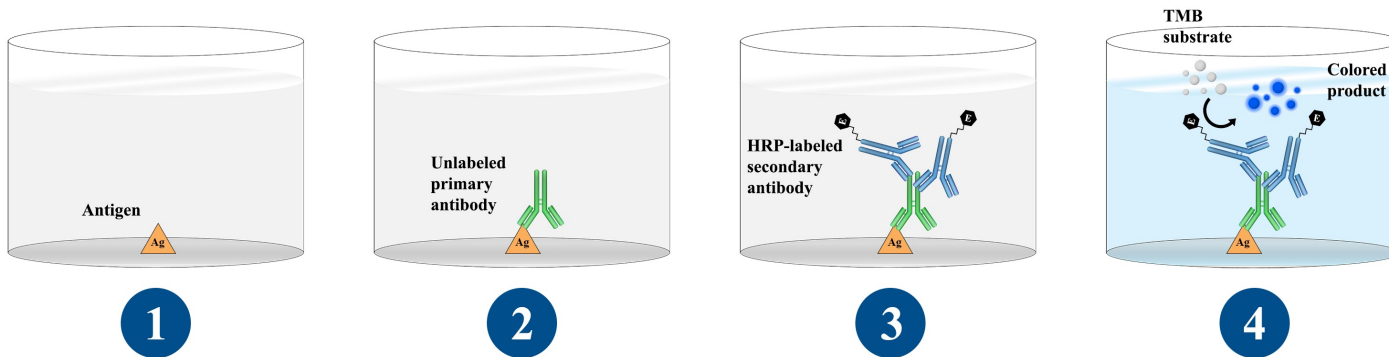 Antigen
Ag
1
Unlabeled
primary
antibody
Ag
2
HRP-labeled
secondary
antibody
E
E
Ag
3
TMB
substrate
Colored
product
E
E
Ag
4